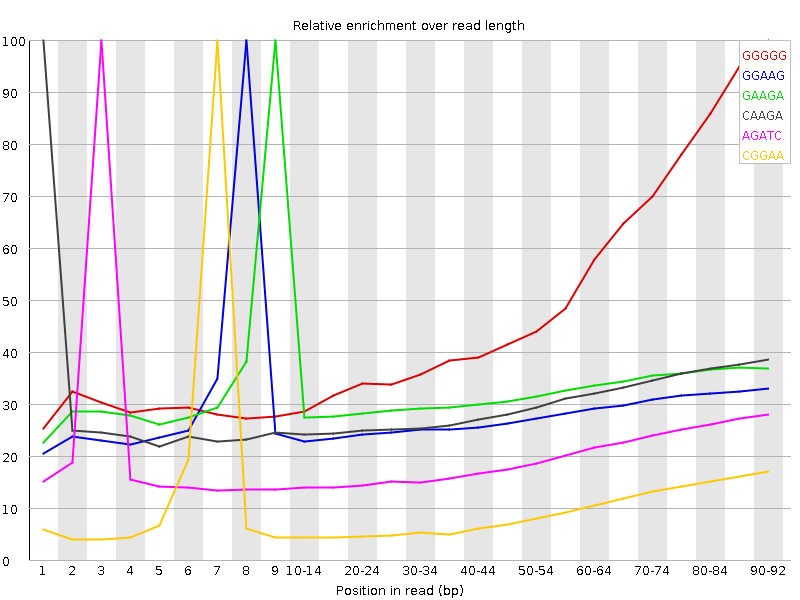 Relative enrichment over read length
100
90
80
70
60
50
40
30
20
10
0
GGGGG
GGAAG
GAAGA
CAAGA
AGATC
CGGAA
1 2 3 4 5 6 7 8 9 10-14 20-24 30-34 40-44 50-54 60-64 70-74 80-84 90-92
Position in read (bp)